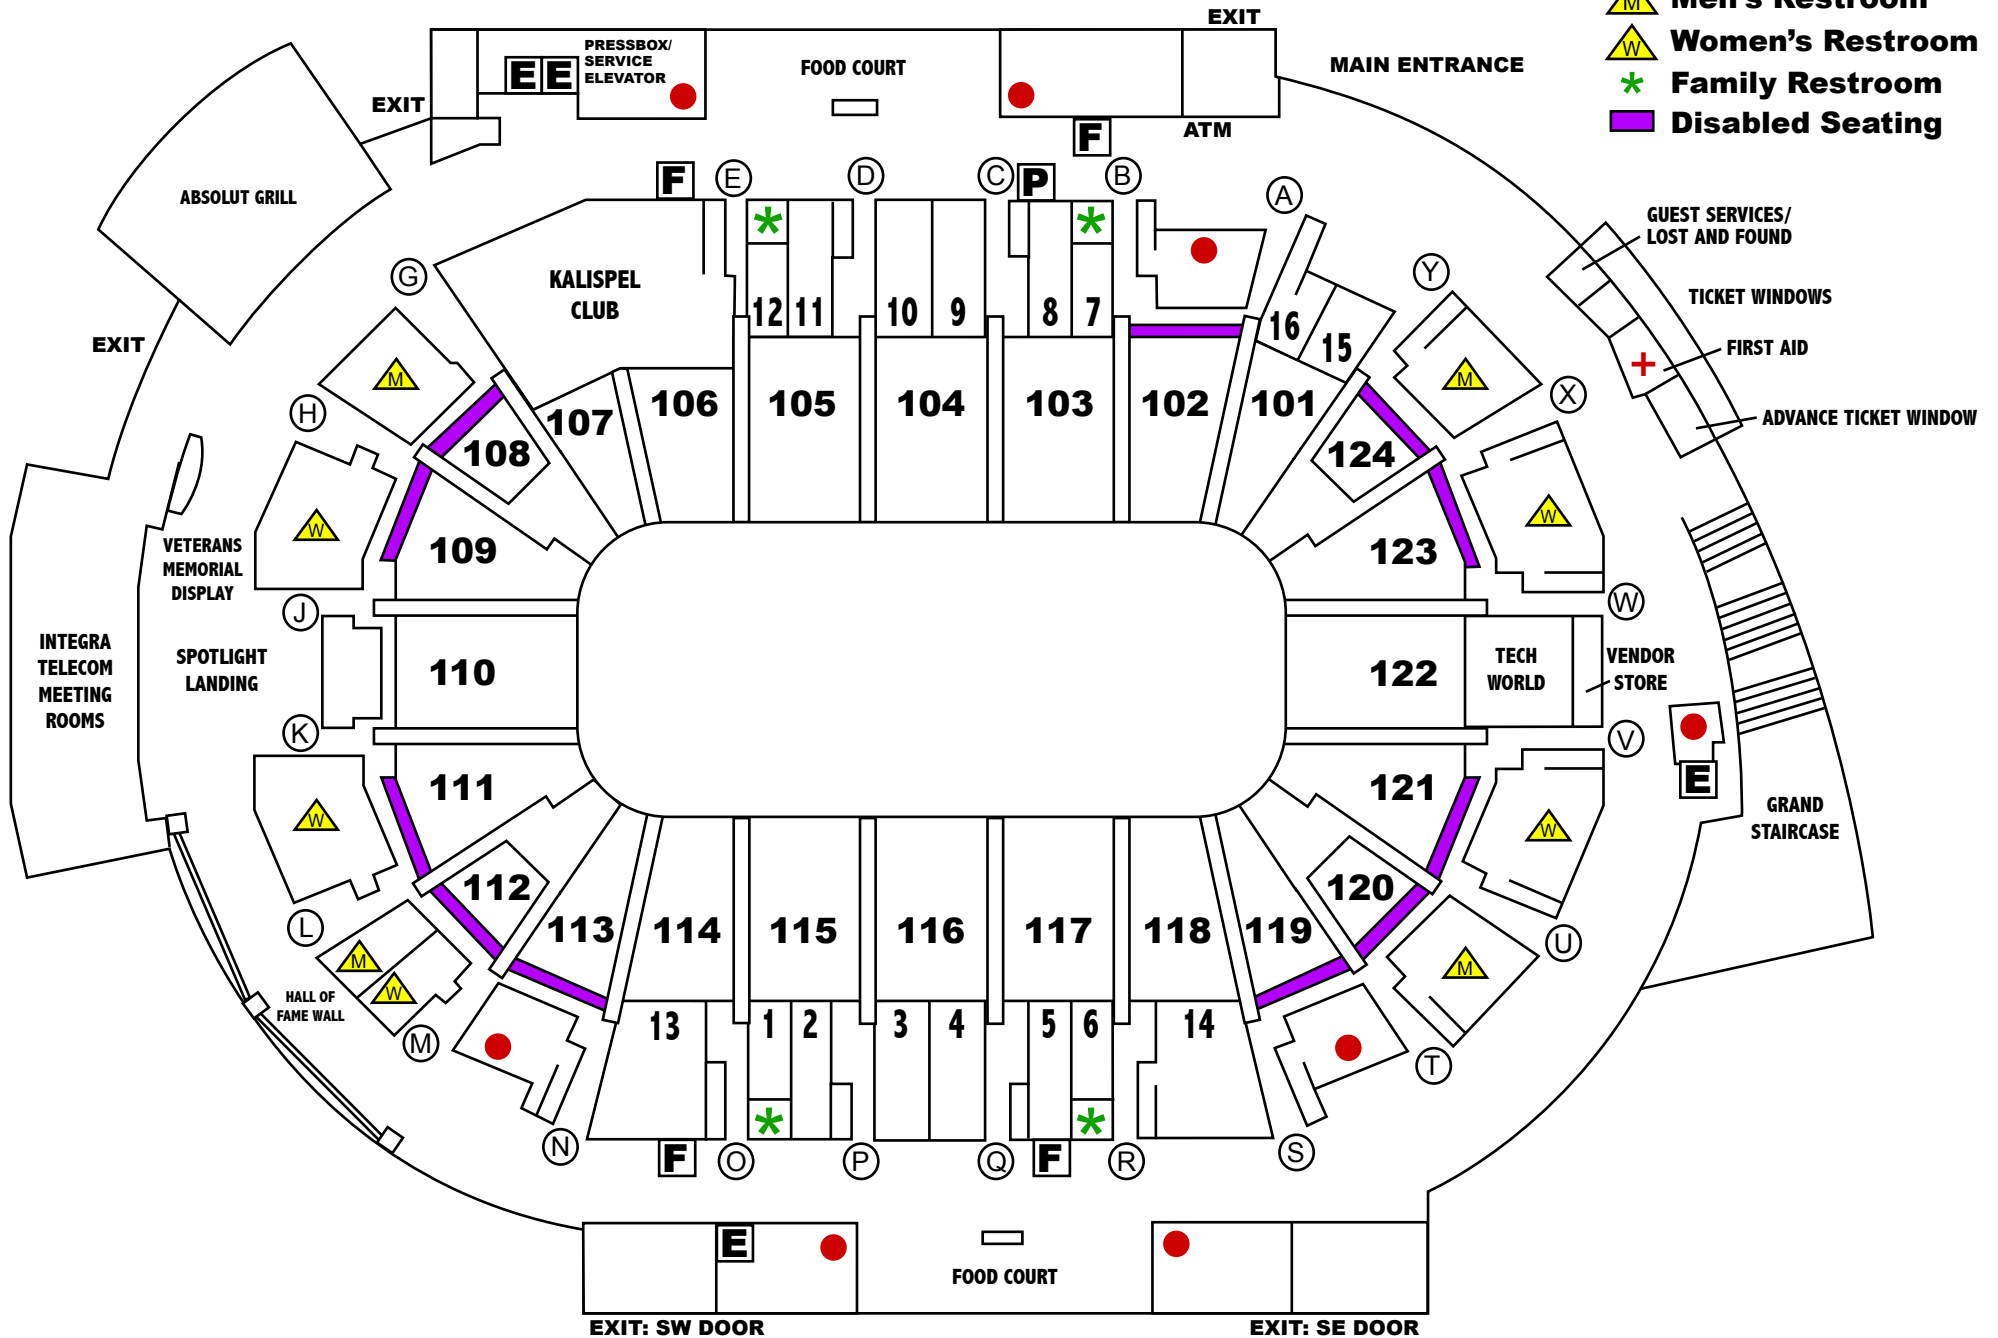 Men's Restroom
M
Women's Restroom
W
Family Restroom
Disabled Seating
EXIT
MAIN ENTRANCE
PRESSBOX/
SERVICE
ELEVATOR
E E
FOOD COURT
EXIT
ATM
F
F
E
D
C
P
B
A
ABSOLUT GRILL
GUEST SERVICES/
LOST AND FOUND
TICKET WINDOWS
FIRST AID
ADVANCE TICKET WINDOW
G
KALISPEL
CLUB
12
11
10
9
8
7
16
15
Y
EXIT
M
M
X
H
108
107
106
105
104
103
102
101
124
W
W
VETERANS
MEMORIAL
DISPLAY
109
123
J
W
INTEGRA
TELECOM
MEETING
ROOMS
SPOTLIGHT
LANDING
110
122
TECH
WORLD
VENDOR
STORE
K
V
E
111
121
W
W
GRAND
STAIRCASE
112
113
114
115
116
117
118
119
120
L
U
M
W
M
HALL OF
FAME WALL
M
13
1
2
3
4
5
6
14
T
N
F
O
P
Q
F
R
S
E
FOOD COURT
EXIT: SW DOOR
EXIT: SE DOOR